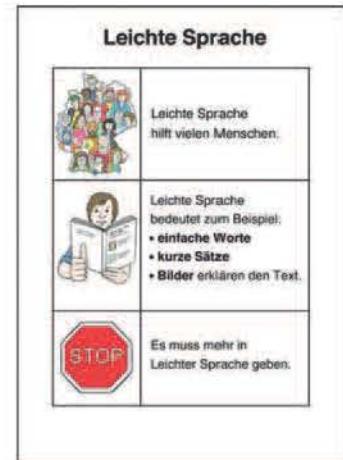 Leichte Sprache
Leichte Sprache
hilft vielen Menschen.
Leichte Sprache
bedeutet zum Beispiel:
• einfache Worte
• kurze Sätze
• Bilder erklären den Text.
STOP
Es muss mehr in
Leichter Sprache geben.